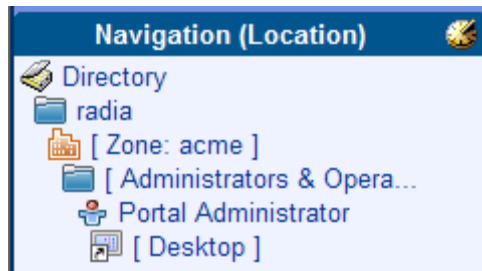 Navigation (Location)
Directory
radia
[ Zone: acme ]
[ Administrators & Opera...
Portal Administrator
[ Desktop ]